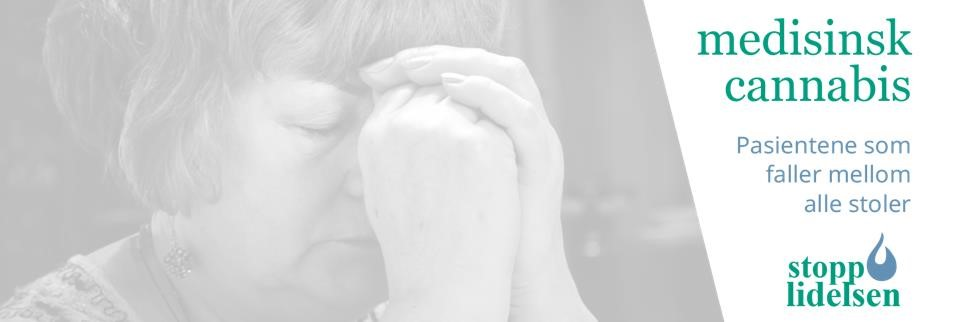 medisinsk
cannabis
Pasientene som
faller mellom
alle stoler
stopp
lidelsen